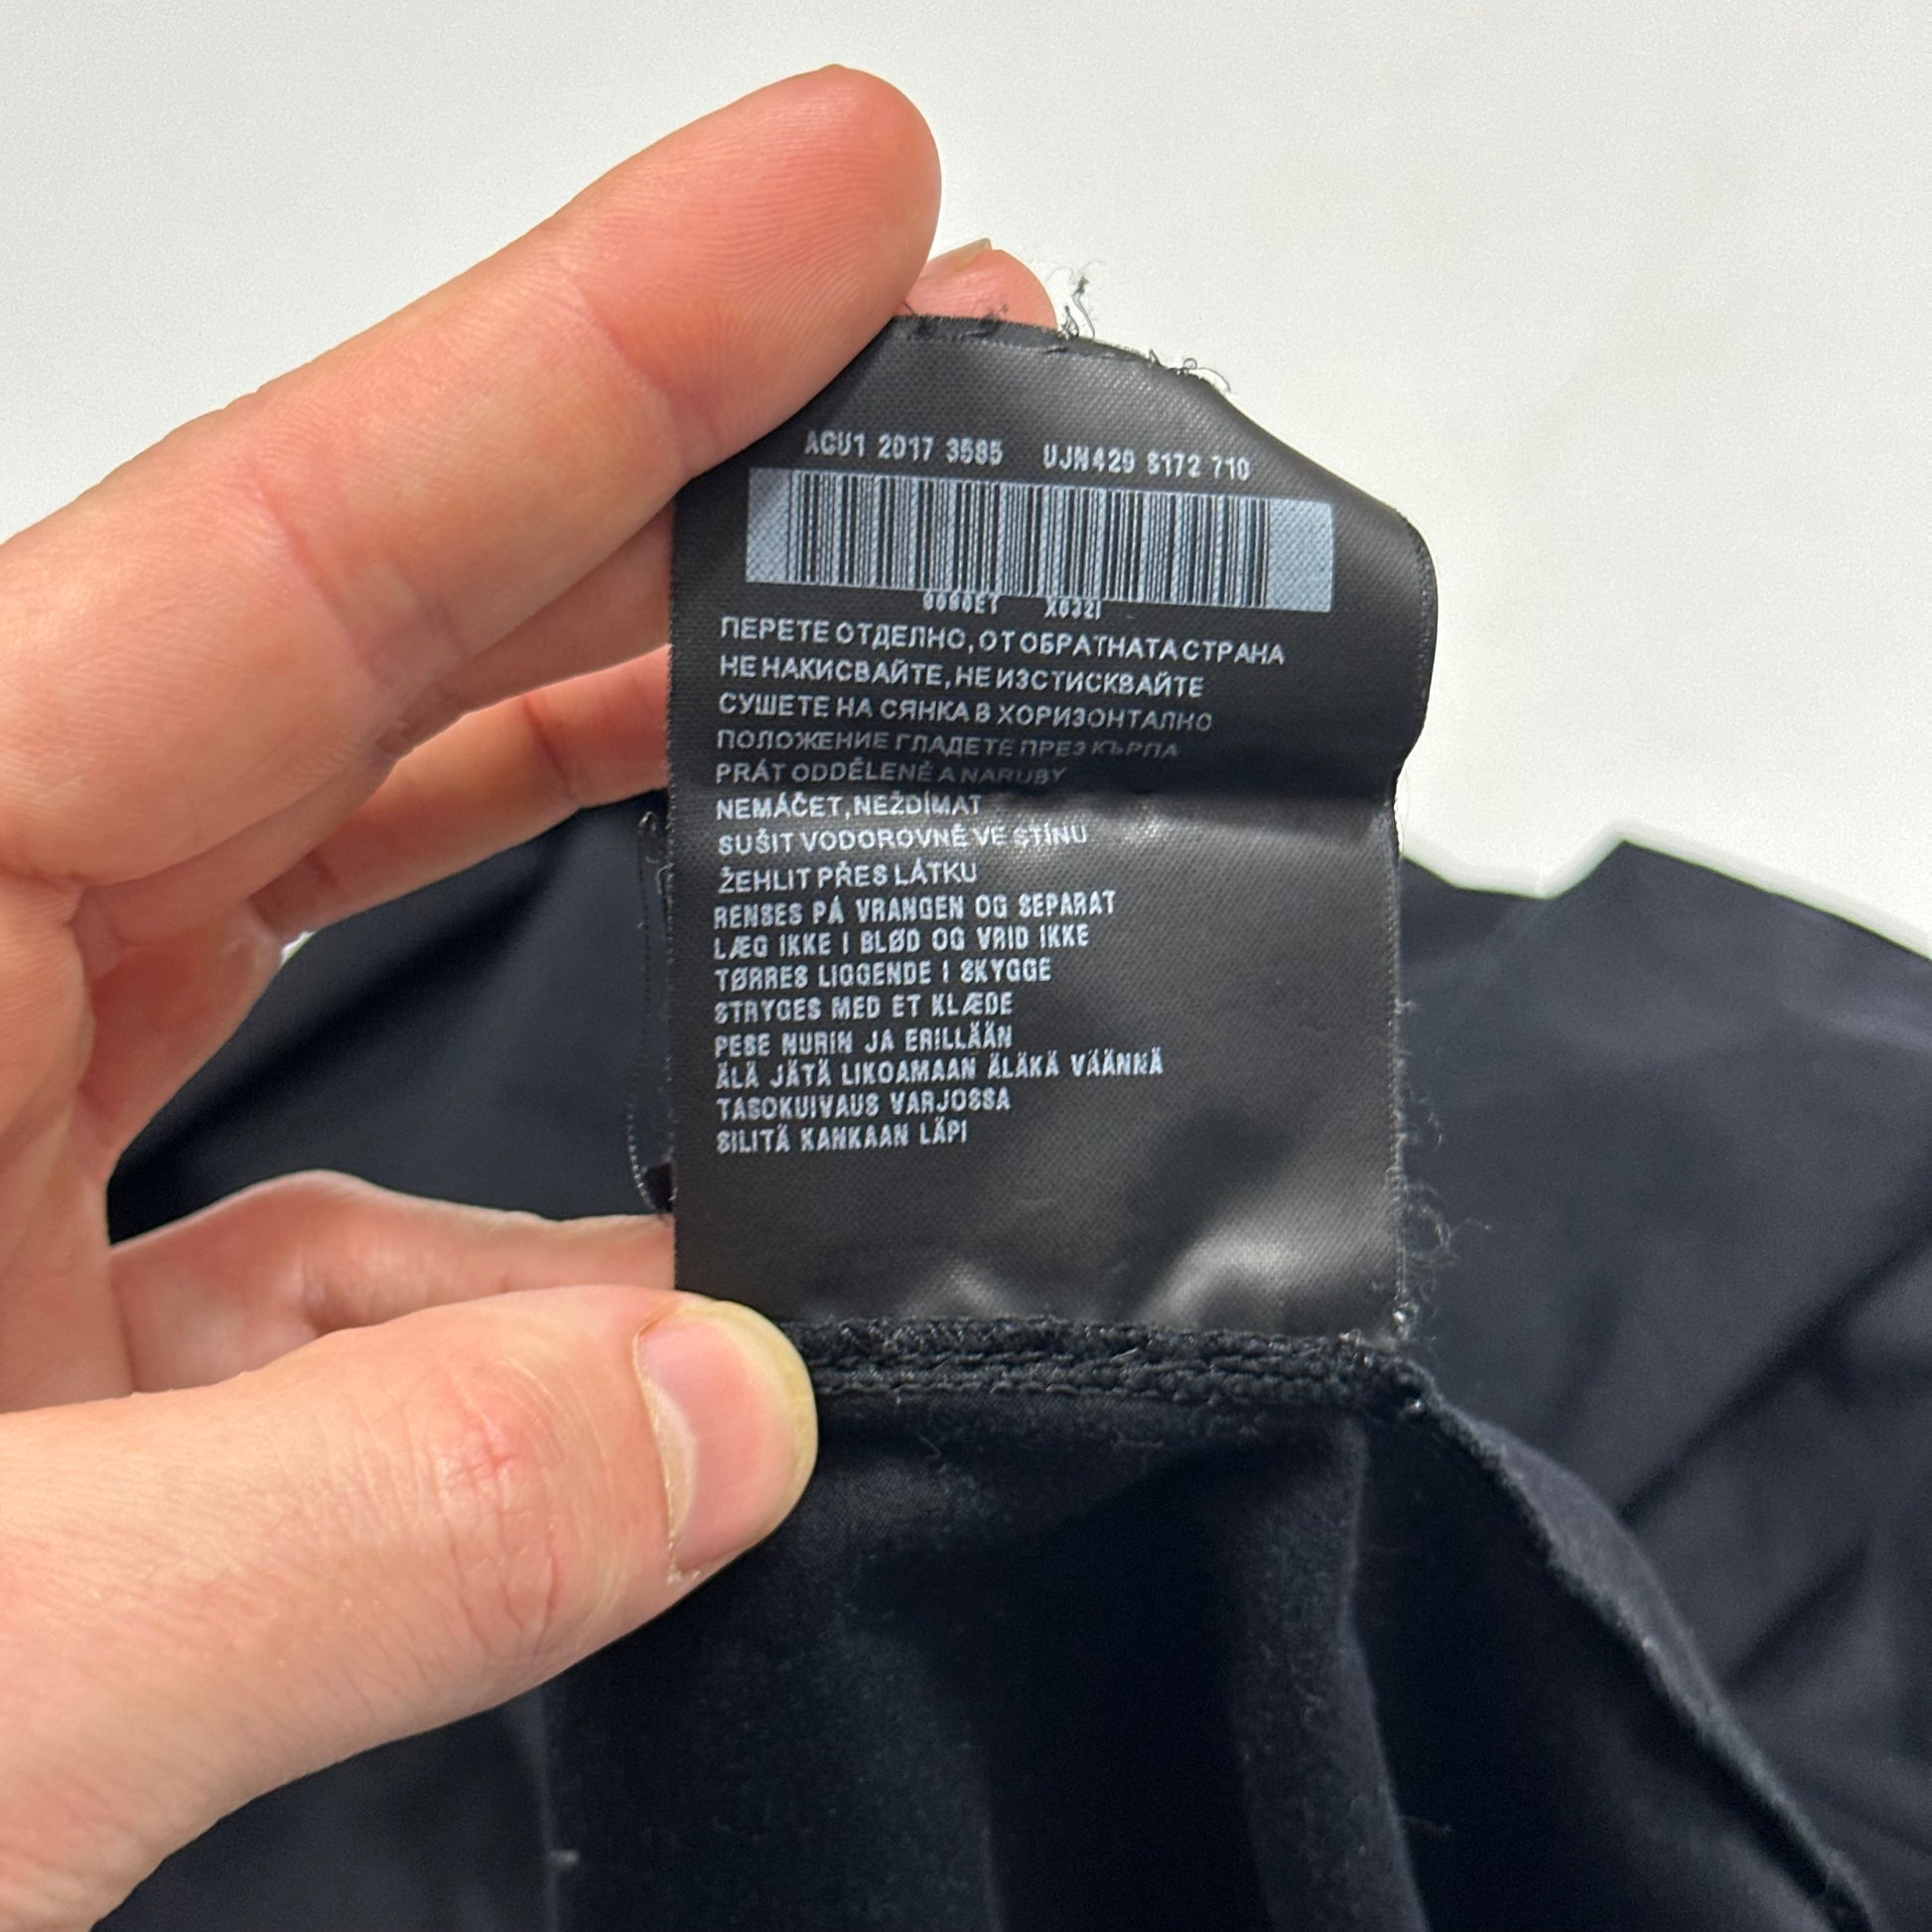 ACU1 2017 3585 UJN429 S172 710
ПЕРЕТЕ ОТДЕЛНО, ОТ ОБРАТНАТА СТРАНА
НЕ НАКИСВАЙТЕ, НЕ ИЗСТИСКВАЙТЕ
СУШЕТЕ НА СЯНКА В ХОРИЗОНТАЛНО
ПОЛОЖЕНИЕ ГЛАДЕТЕ ПРЕЗ КЪРПА
PRÁT ODDĚLENĚ A NARUBY
NEMÁČET, NEŽDÍMAT
SUŠIT VODOROVNĚ VE STÍNU
ŽEHLIT PŘES LÁTKU
RENSES PÅ VRANGEN OG SEPARAT
LÆG IKKE I BLØD OG VRID IKKE
TØRRES LIGGENDE I SKYGGE
STRYGES MED ET KLÆDE
PESE NURIN JA ERILLÄÄN
ÄLÄ JÄTÄ LIKOAMAAN ÄLÄKÄ VÄÄNNÄ
TASOKUIVAUS VARJOSSA
SILITÄ KANKAAN LÄPI